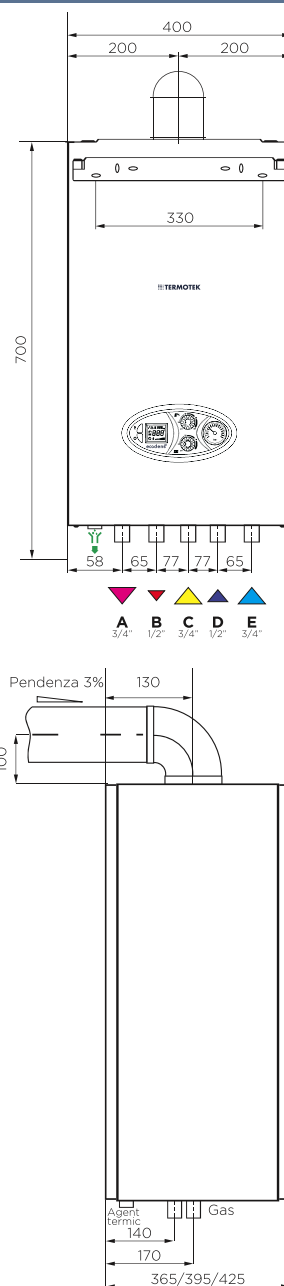 400
200 200
330
TERMOTEK
700
ecodens
58 65 77 77 65
A B C D E
3/4" 1/2" 3/4" 1/2" 3/4"
Pendenza 3% 130
100
Agent
termic
Gas
140
170
365/395/425